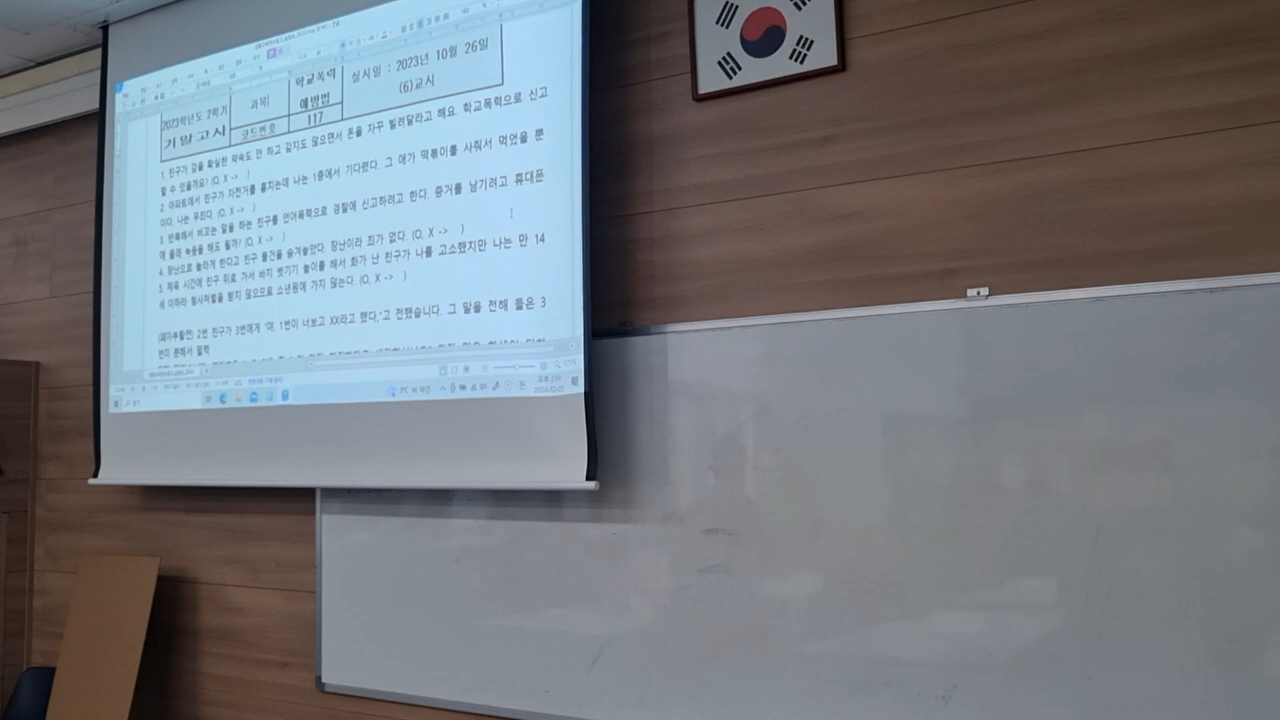 2023학년도 2학기
기말고사
과목
코드번호
학교폭력
예방법
117
실시일 : 2023년 10월 26일
(6)교시
1. 친구가 갚을 확실한 약속도 안 하고 갚지도 않으면서 돈을 자꾸 빌려달라고 해요. 학교폭력으로 신고
할 수 있을까요? (O, X -> )
2. 아파트에서 친구가 자전거를 훔치는데 나는 1층에서 기다렸다. 그 애가 떡볶이를 사줘서 먹었을 뿐
이다. 나는 무죄다. (O, X -> )
3. 반복해서 비꼬는 말을 하는 친구를 언어폭력으로 경찰에 신고하려고 한다. 증거를 남기려고 휴대폰
에 몰래 녹음을 해도 될까? (O, X -> )
4. 장난으로 놀라게 한다고 친구 물건을 숨겨놓았다. 장난이라 죄가 없다. (O, X -> )
5. 체육 시간에 친구 뒤로 가서 바지 벗기기 놀이를 해서 화가 난 친구가 나를 고소했지만 나는 만 14
세 이하라 형사처벌을 받지 않으므로 소년원에 가지 않는다. (O, X -> )
(패자부활전) 2번 친구가 3번에게 "야, 1번이 너보고 XX라고 했다."고 전했습니다. 그 말을 전해 들은 3
번이 분해서 펄쩍